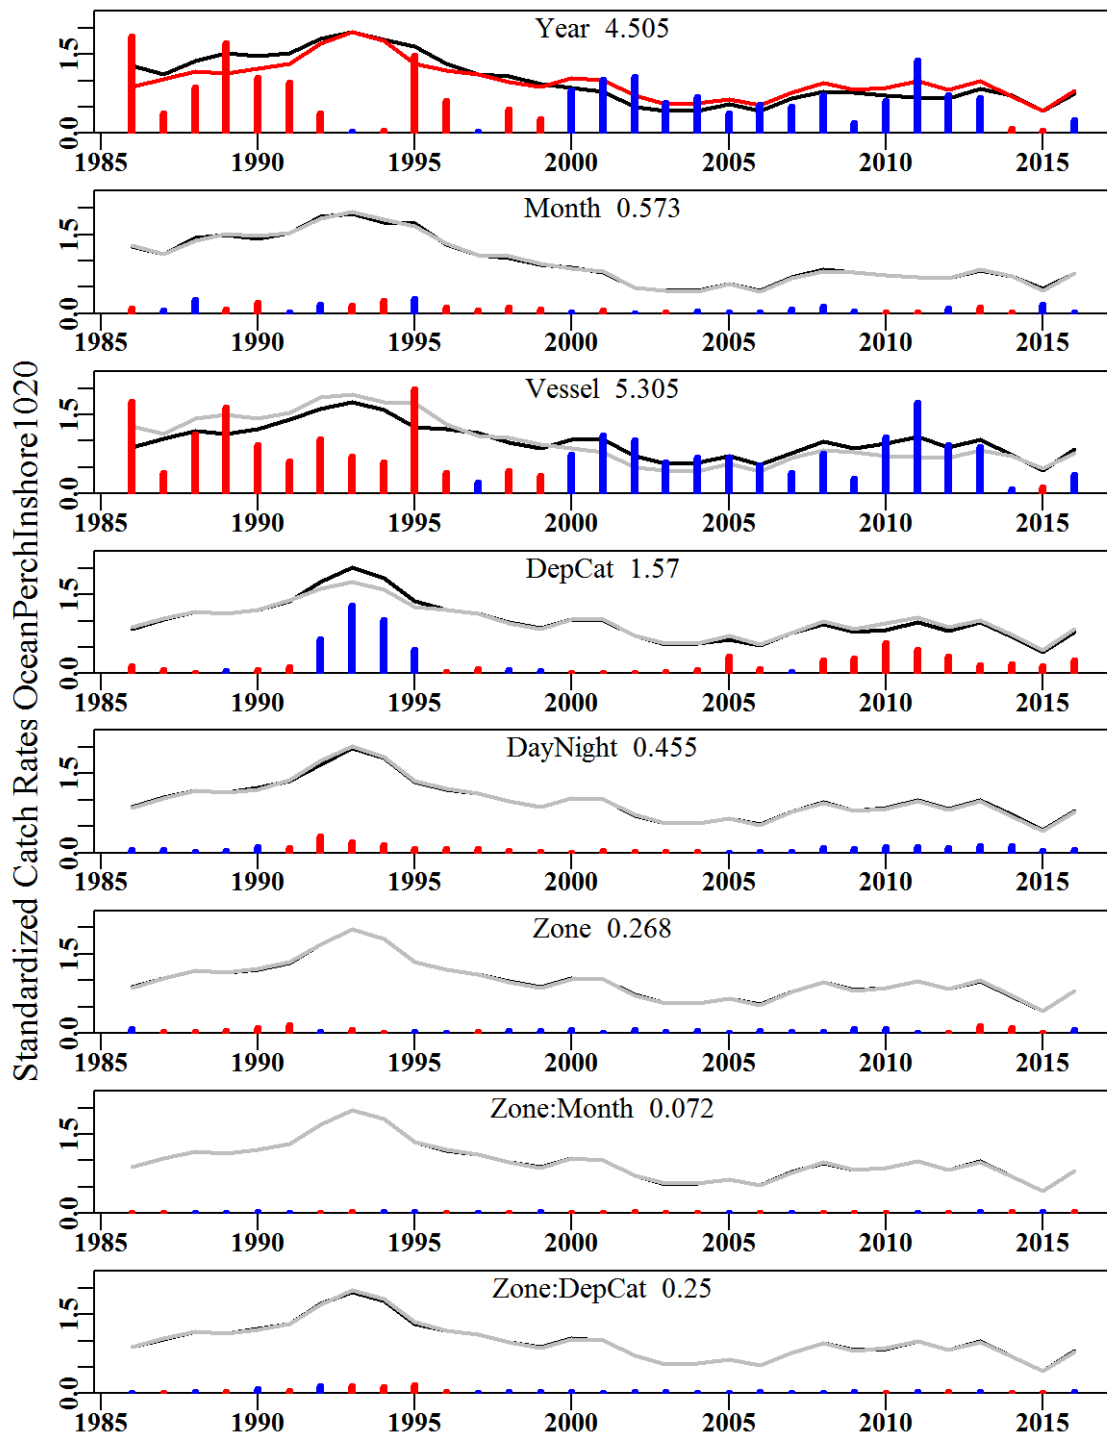 Standardized Catch Rates OceanPerchInshore1020
Year 4.505
0.0 1.5
1985 1990 1995 2000 2005 2010 2015
Month 0.573
0.0 1.5
1985 1990 1995 2000 2005 2010 2015
Vessel 5.305
0.0 1.5
1985 1990 1995 2000 2005 2010 2015
DepCat 1.57
0.0 1.5
1985 1990 1995 2000 2005 2010 2015
DayNight 0.455
0.0 1.5
1985 1990 1995 2000 2005 2010 2015
Zone 0.268
0.0 1.5
1985 1990 1995 2000 2005 2010 2015
Zone:Month 0.072
0.0 1.5
1985 1990 1995 2000 2005 2010 2015
Zone:DepCat 0.25
0.0 1.5
1985 1990 1995 2000 2005 2010 2015